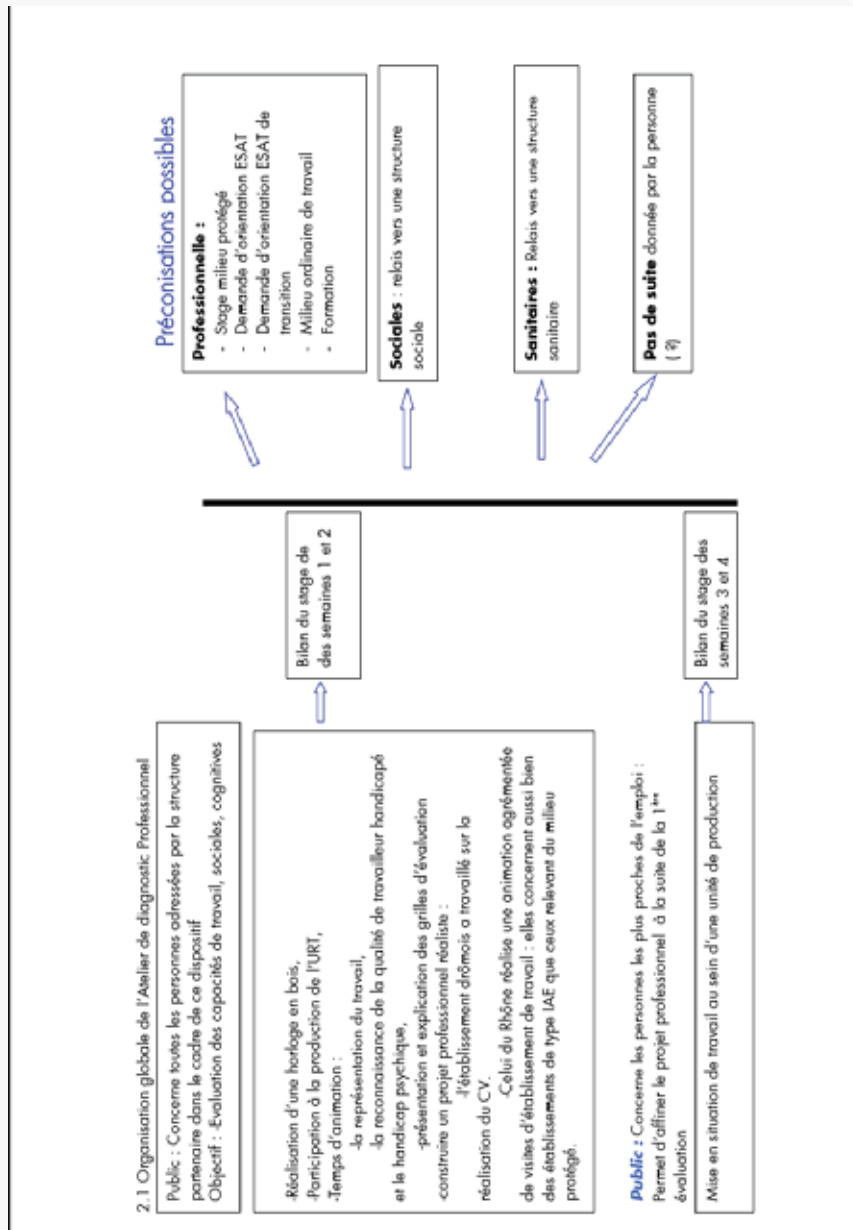 2.1 Organisation globale de l'Atelier de diagnostic Professionnel
Public : Concerne toutes les personnes adressées par la structure
partenaire dans le cadre de ce dispositif
Objectif : -Evaluation des capacités de travail, sociales, cognitives
-Réalisation d'une horloge en bois,
-Participation à la production de l'URT,
-Temps d'animation :
-la représentation du travail,
-la reconnaissance de la qualité de travailleur handicapé
et le handicap psychique,
-présentation et explication des grilles d'évaluation
-construire un projet professionnel réaliste :
-l'établissement drômois a travaillé sur la
réalisation du CV.
-Celui du Rhône réalise une animation agrémentée
de visites d'établissement de travail : elles concernent aussi bien
des établissements de type IAE que ceux relevant du milieu
protégé.
Public : Concerne les personnes les plus proches de l'emploi :
Permet d'affiner le projet professionnel à la suite de la 1ère
évaluation
Mise en situation de travail au sein d'une unité de production
Bilan du stage de
des semaines 1 et 2
Bilan du stage des
semaines 3 et 4
Préconisations possibles
Professionnelle :
- Stage milieu protégé
- Demande d'orientation ESAT
- Demande d'orientation ESAT de
transition
- Milieu ordinaire de travail
- Formation
Sociales : relais vers une structure
sociale
Sanitaires : Relais vers une structure
sanitaire
Pas de suite donnée par la personne
( ?)